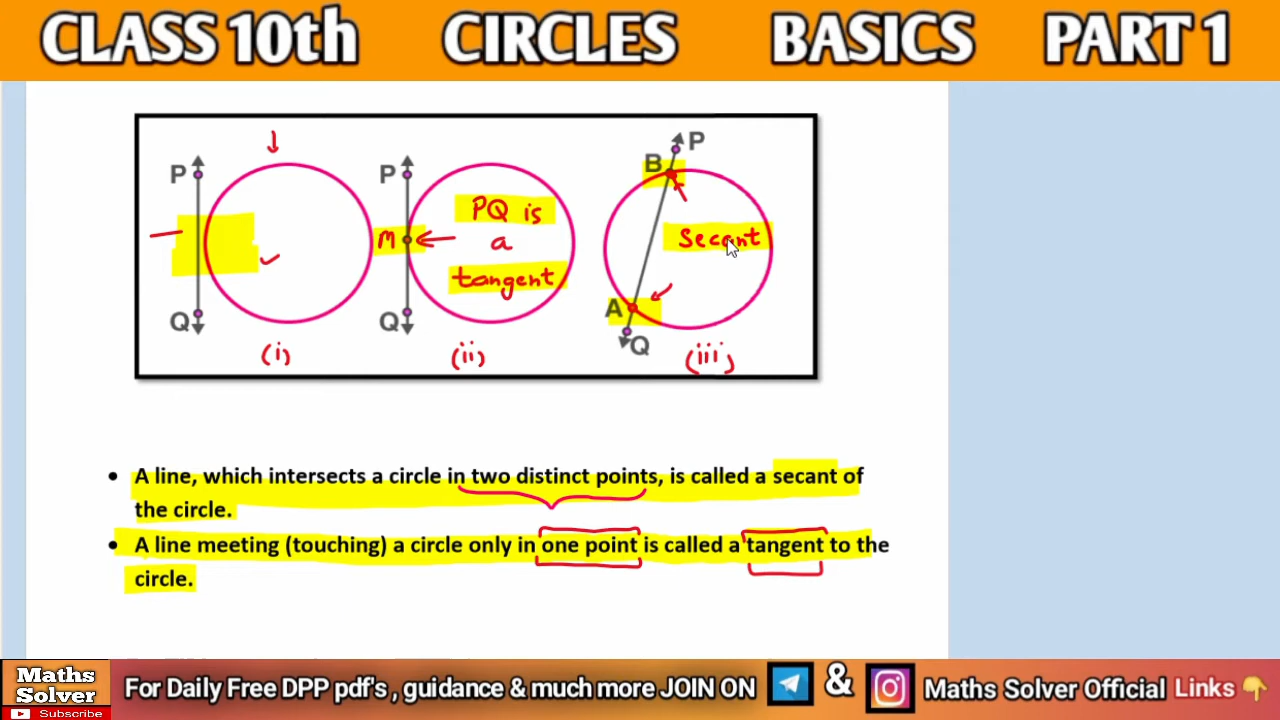 CLASS 10th CIRCLES BASICS PART 1
P
Q
(i)
P
M
Q
PQ is
a
tangent
(ii)
P
B
Secant
A
Q
(iii)
• A line, which intersects a circle in two distinct points, is called a secant of
the circle.
• A line meeting (touching) a circle only in one point is called a tangent to the
circle.
Maths
Solver
Subscribe
For Daily Free DPP pdf's , guidance & much more JOIN ON & Maths Solver Official Links 👇